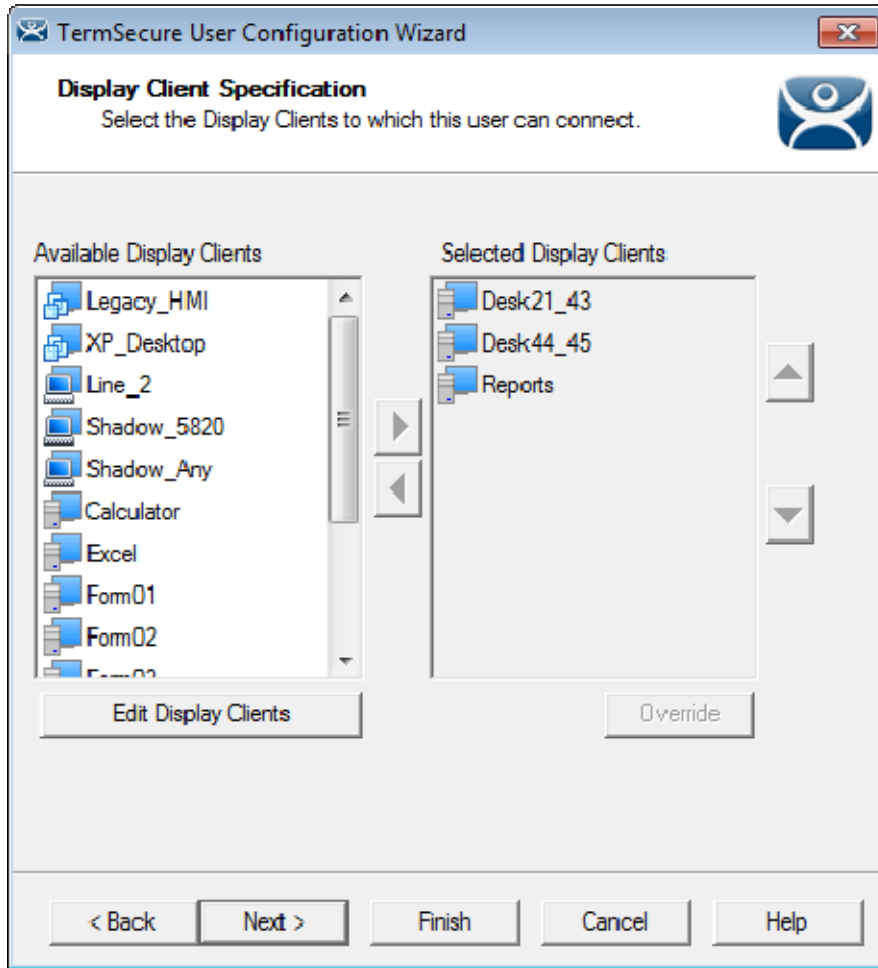 TermSecure User Configuration Wizard
Display Client Specification
Select the Display Clients to which this user can connect.
Available Display Clients
Selected Display Clients
Legacy_HMI
XP_Desktop
Line_2
Shadow_5820
Shadow_Any
Calculator
Excel
Form01
Form02
Desk21_43
Desk44_45
Reports
Edit Display Clients
Override
< Back
Next >
Finish
Cancel
Help